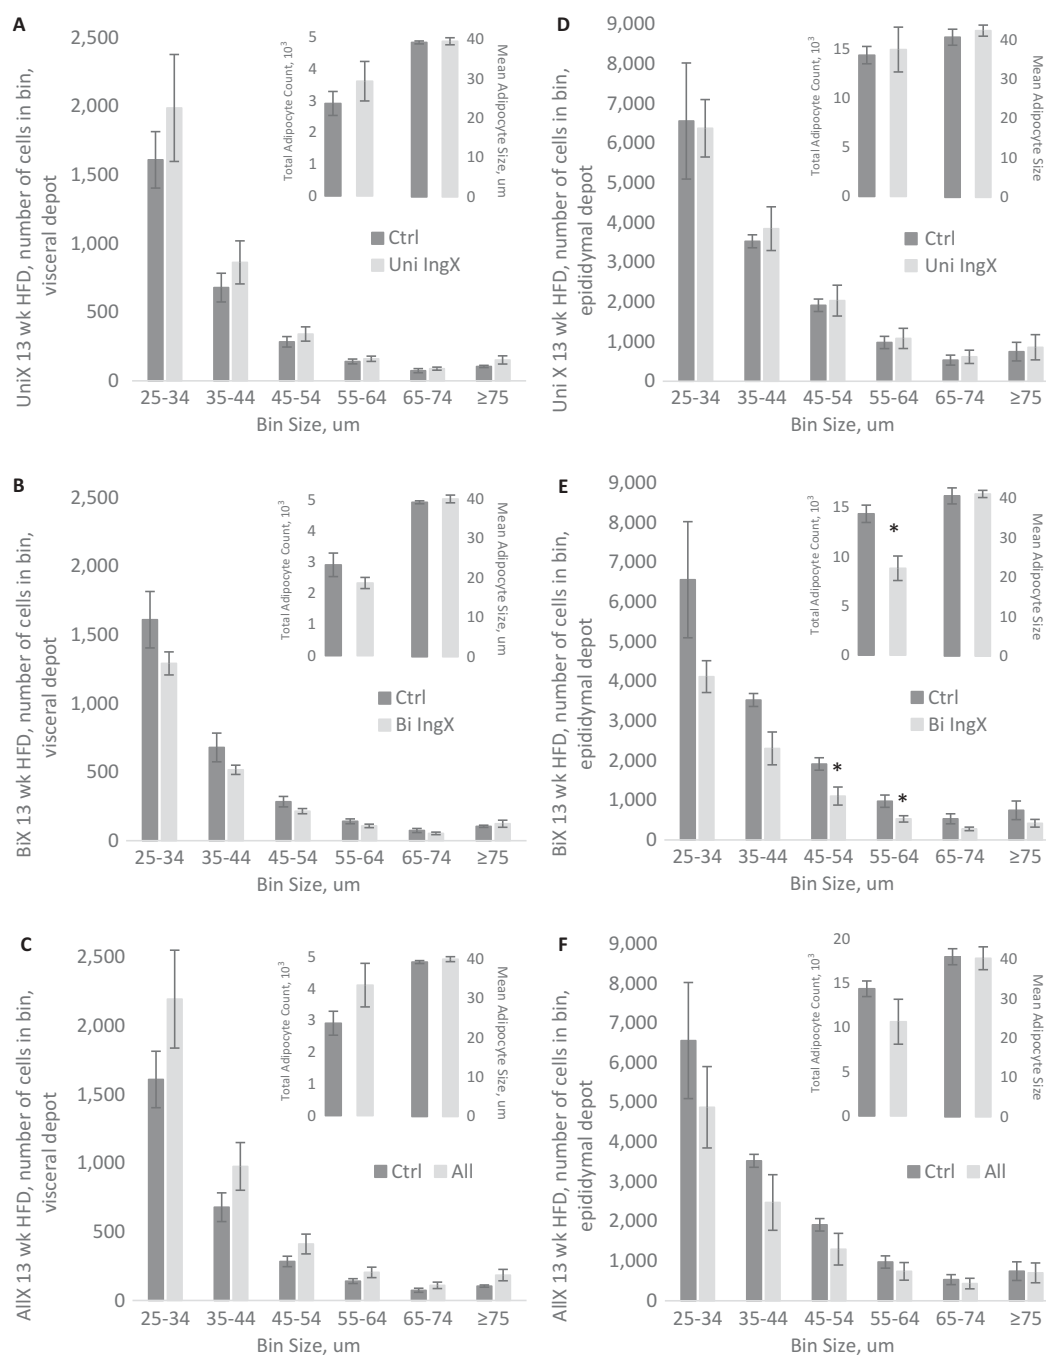 A
UniX 13 wk HFD, number of cells in bin,
visceral depot
2,500
2,000
1,500
1,000
500
0
25-34 35-44 45-54 55-64 65-74 ≥75
Bin Size, um
Total Adipocyte Count, 10³
5
4
3
2
1
0
40
30
20
10
0
Mean Adipocyte Size, um
Ctrl
Uni IngX
D
Uni X 13 wk HFD, number of cells in bin,
epididymal depot
9,000
8,000
7,000
6,000
5,000
4,000
3,000
2,000
1,000
0
25-34 35-44 45-54 55-64 65-74 ≥75
Bin Size, um
Total Adipocyte Count, 10³
15
10
5
0
40
30
20
10
0
Mean Adipocyte Size
Ctrl
Uni IngX
B
BiX 13 wk HFD, number of cells in bin,
visceral depot
2,500
2,000
1,500
1,000
500
0
25-34 35-44 45-54 55-64 65-74 ≥75
Bin Size, um
Total Adipocyte Count, 10³
5
4
3
2
1
0
40
30
20
10
0
Mean Adipocyte Size, um
Ctrl
Bi IngX
E
BiX 13 wk HFD, number of cells in bin,
epididymal depot
9,000
8,000
7,000
6,000
5,000
4,000
3,000
2,000
1,000
0
25-34 35-44 45-54 55-64 65-74 ≥75
Bin Size, um
Total Adipocyte Count, 10³
15
10
5
0
*
40
30
20
10
0
Mean Adipocyte Size
Ctrl
Bi IngX
* *
C
AllX 13 wk HFD, number of cells in bin,
visceral depot
2,500
2,000
1,500
1,000
500
0
25-34 35-44 45-54 55-64 65-74 ≥75
Bin Size, um
Total Adipocyte Count, 10³
5
4
3
2
1
0
40
30
20
10
0
Mean Adipocyte Size, um
Ctrl All
F
AllX 13 wk HFD, number of cells in bin,
epididymal depot
9,000
8,000
7,000
6,000
5,000
4,000
3,000
2,000
1,000
0
25-34 35-44 45-54 55-64 65-74 ≥75
Bin Size, um
Total Adipocyte Count, 10³
20
15
10
5
0
40
30
20
10
0
Mean Adipocyte Size
Ctrl All